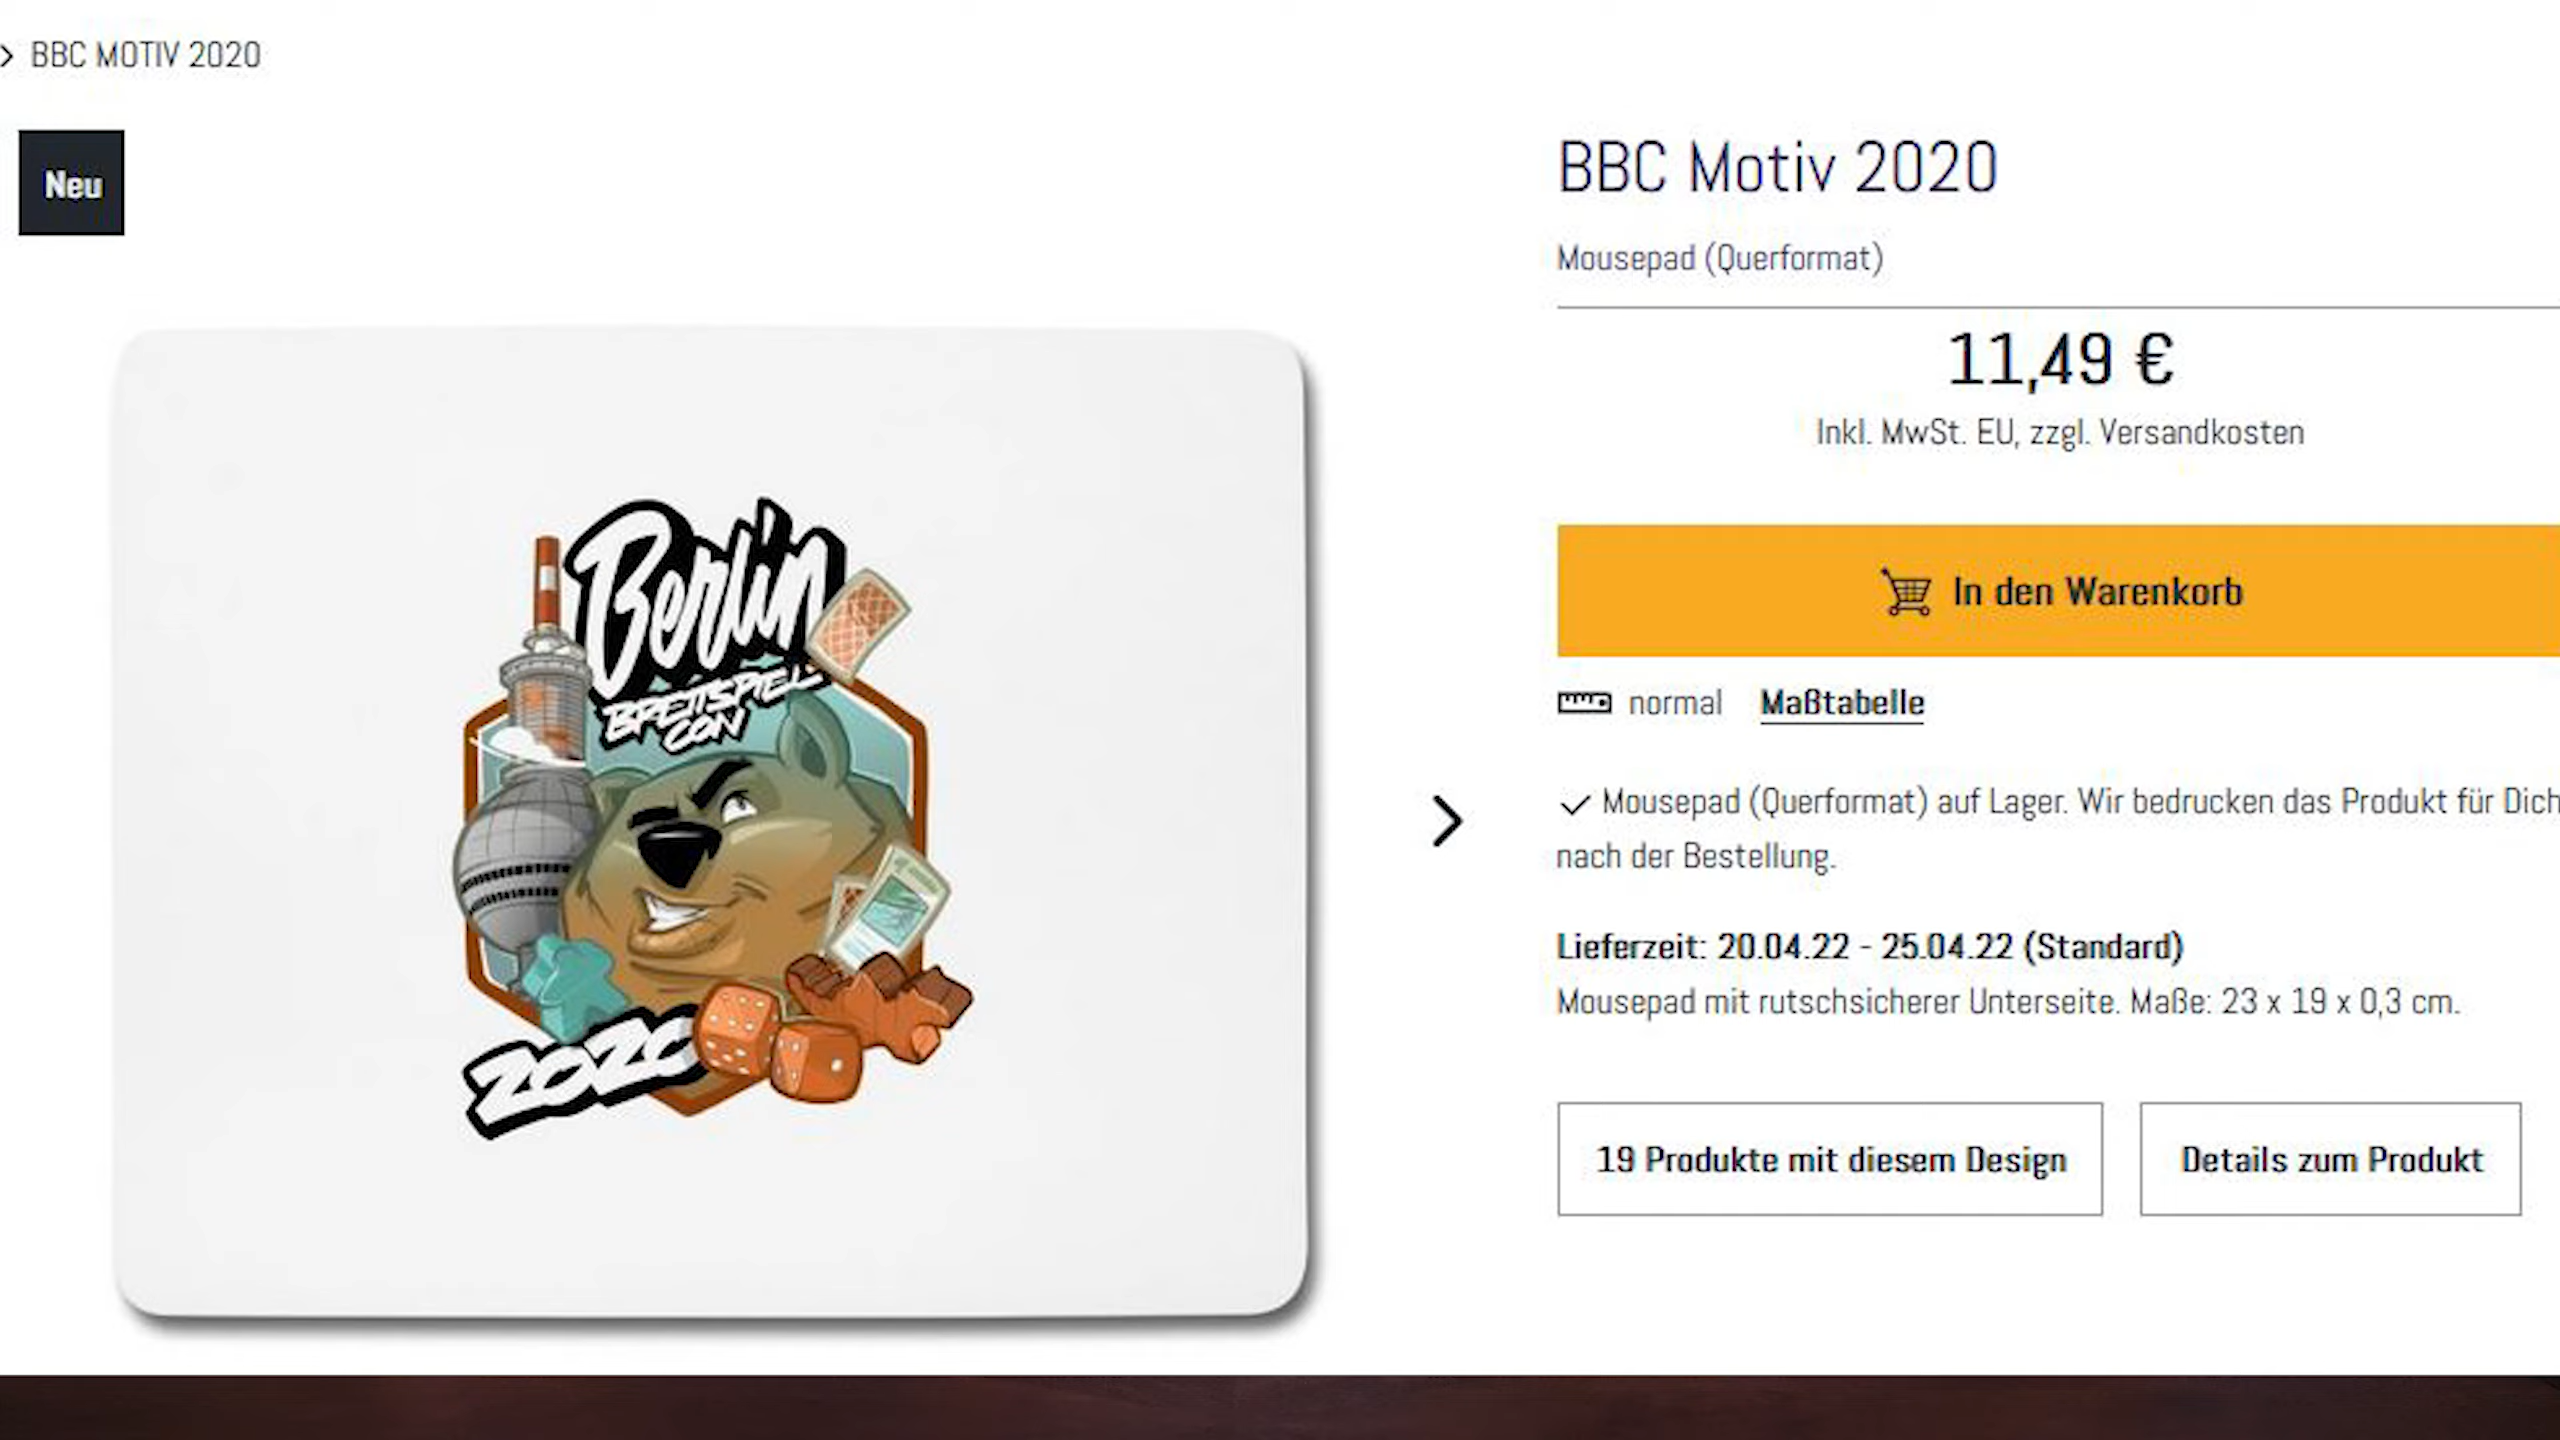 BBC MOTIV 2020
Neu
Berlin
BRETTSPIEL
CON
2020
BBC Motiv 2020
Mousepad (Querformat)
11,49 €
Inkl. MwSt. EU, zzgl. Versandkosten
In den Warenkorb
normal Maßtabelle
Mousepad (Querformat) auf Lager. Wir bedrucken das Produkt für Dich
nach der Bestellung.
Lieferzeit: 20.04.22 - 25.04.22 (Standard)
Mousepad mit rutschsicherer Unterseite. Maße: 23 x 19 x 0,3 cm.
19 Produkte mit diesem Design
Details zum Produkt